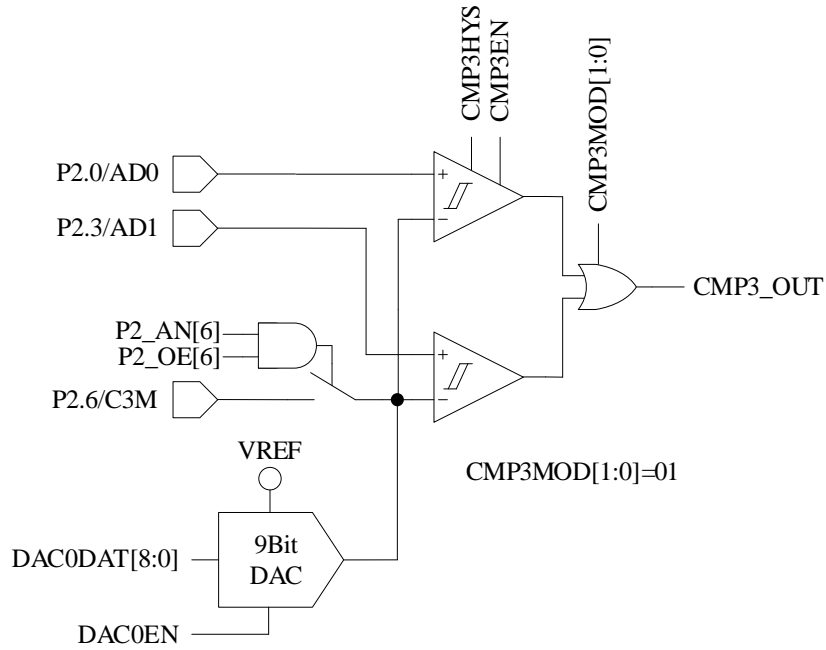 CMP3HYS
CMP3EN
CMP3MOD[1:0]
P2.0/AD0
+
−
P2.3/AD1
CMP3_OUT
P2_AN[6]
P2_OE[6]
+
P2.6/C3M
−
VREF
CMP3MOD[1:0]=01
9Bit
DAC
DAC0DAT[8:0]
DAC0EN